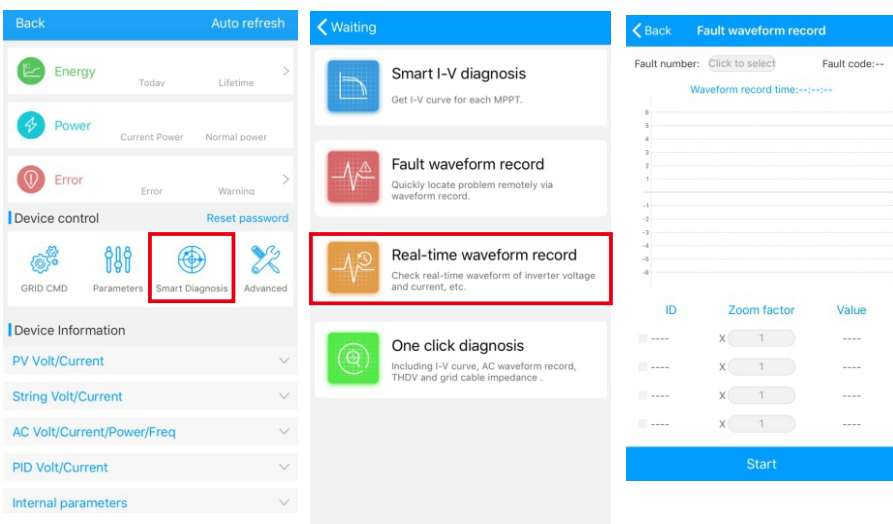 Back Auto refresh
Energy
Today Lifetime
Power
Current Power Normal power
Error
Error Warning
Device control Reset password
GRID CMD Parameters Smart Diagnosis Advanced
Device Information
PV Volt/Current
String Volt/Current
AC Volt/Current/Power/Freq
PID Volt/Current
Internal parameters
Waiting
Smart I-V diagnosis
Get I-V curve for each MPPT.
Fault waveform record
Quickly locate problem remotely via
waveform record.
Real-time waveform record
Check real-time waveform of inverter voltage
and current, etc.
One click diagnosis
Including I-V curve, AC waveform record,
THDV and grid cable impedance .
Back Fault waveform record
Fault number: Click to select Fault code:--
Waveform record time:--:--:--
6
5
4
3
2
1
-1
-2
-3
-4
-5
-6
ID Zoom factor Value
---- X 1 ----
---- X 1 ----
---- X 1 ----
---- X 1 ----
Start